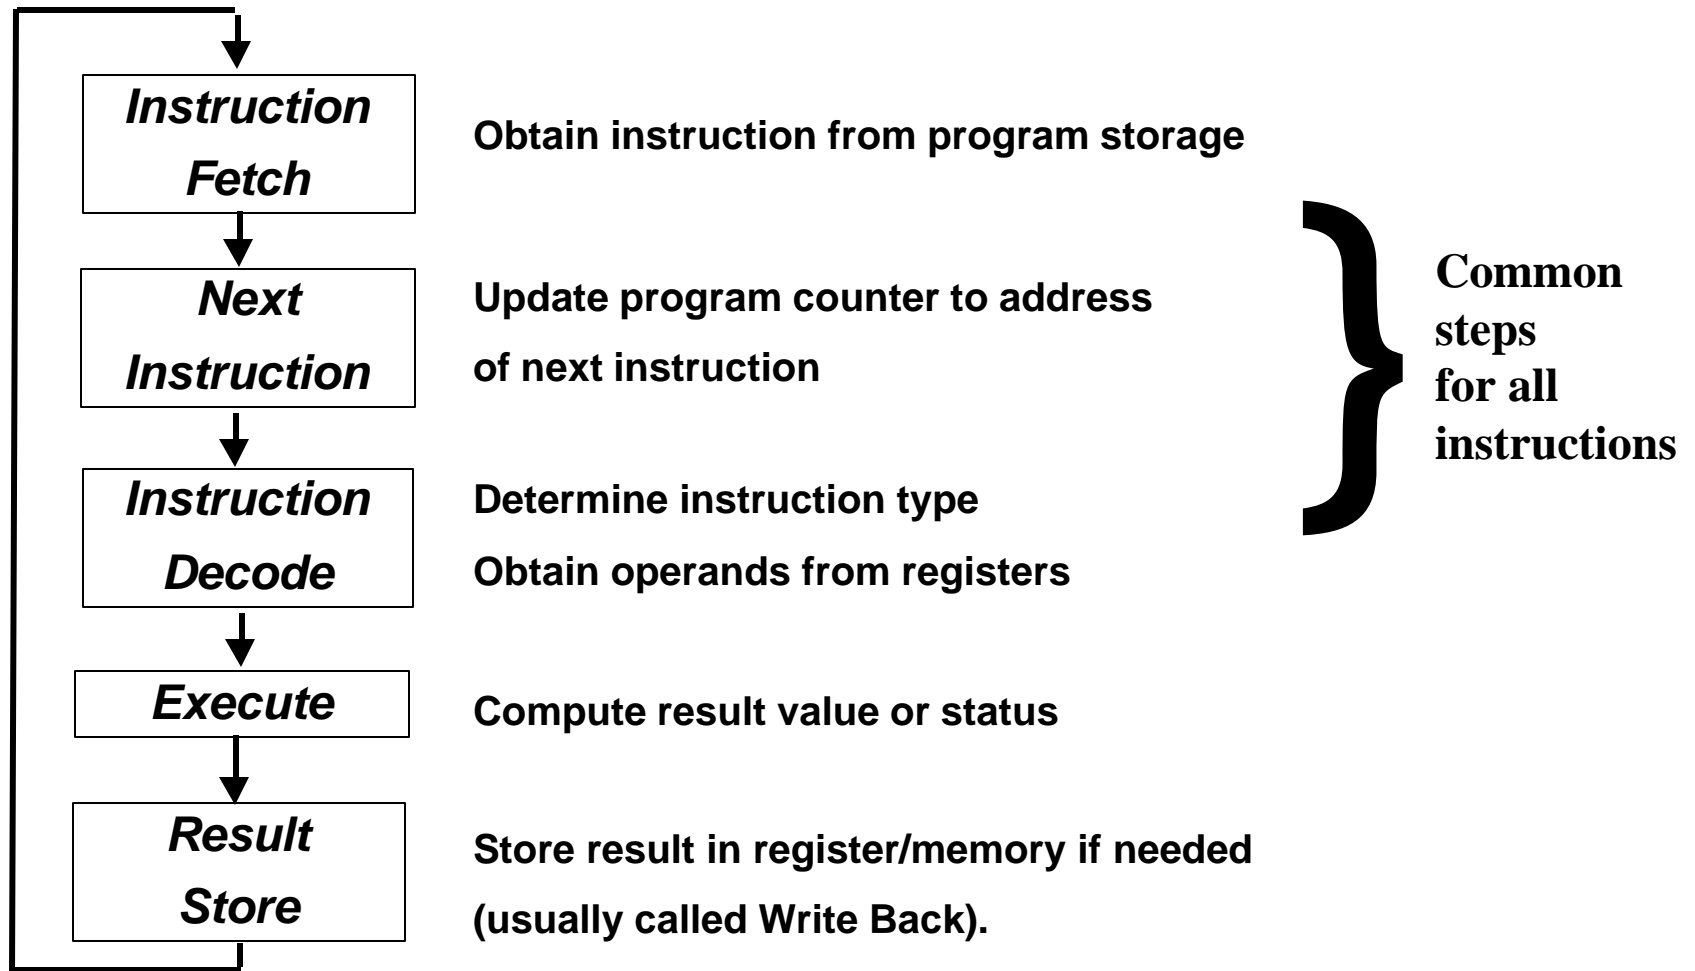 Instruction
Fetch
Obtain instruction from program storage
Next
Instruction
Update program counter to address
of next instruction
Common
steps
for all
instructions
Instruction
Decode
Determine instruction type
Obtain operands from registers
Execute
Compute result value or status
Result
Store
Store result in register/memory if needed
(usually called Write Back).